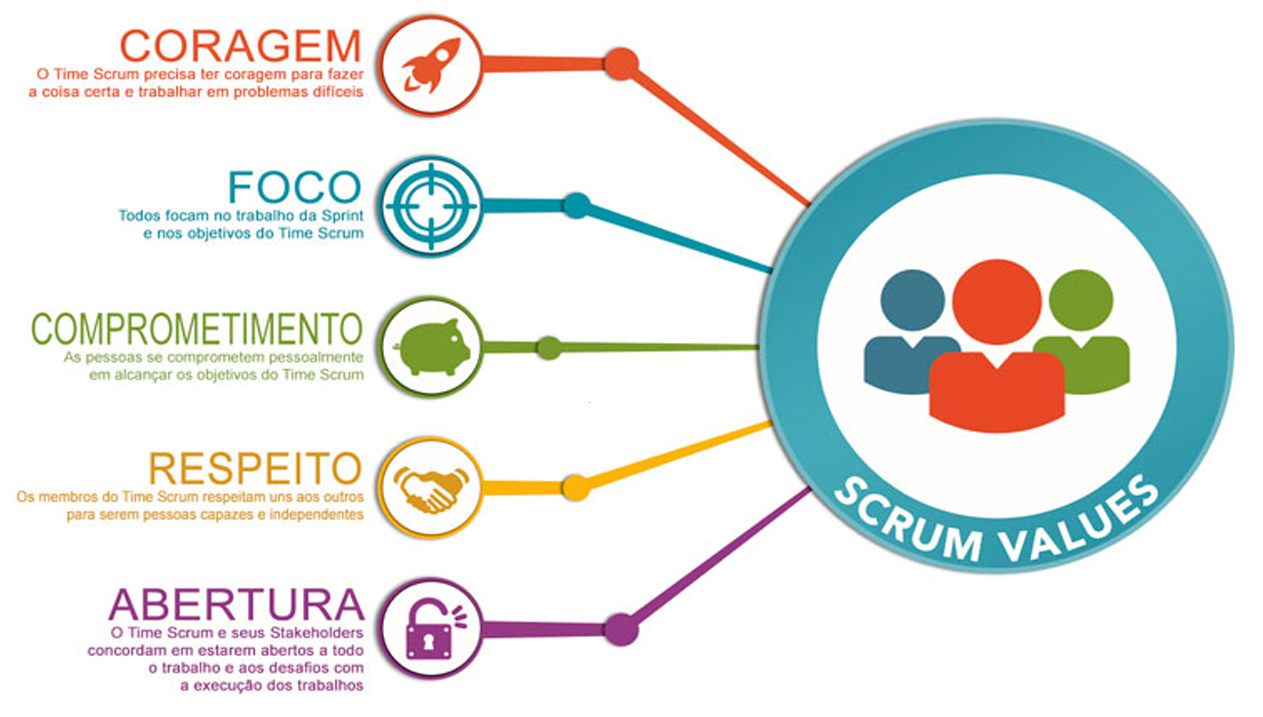 CORAGEM
O Time Scrum precisa ter coragem para fazer
a coisa certa e trabalhar em problemas difíceis
FOCO
Todos focam no trabalho da Sprint
e nos objetivos do Time Scrum
COMPROMETIMENTO
As pessoas se comprometem pessoalmente
em alcançar os objetivos do Time Scrum
RESPEITO
Os membros do Time Scrum respeitam uns aos outros
para serem pessoas capazes e independentes
ABERTURA
O Time Scrum e seus Stakeholders
concordam em estarem abertos a todo
o trabalho e aos desafios com
a execução dos trabalhos
SCRUM VALUES